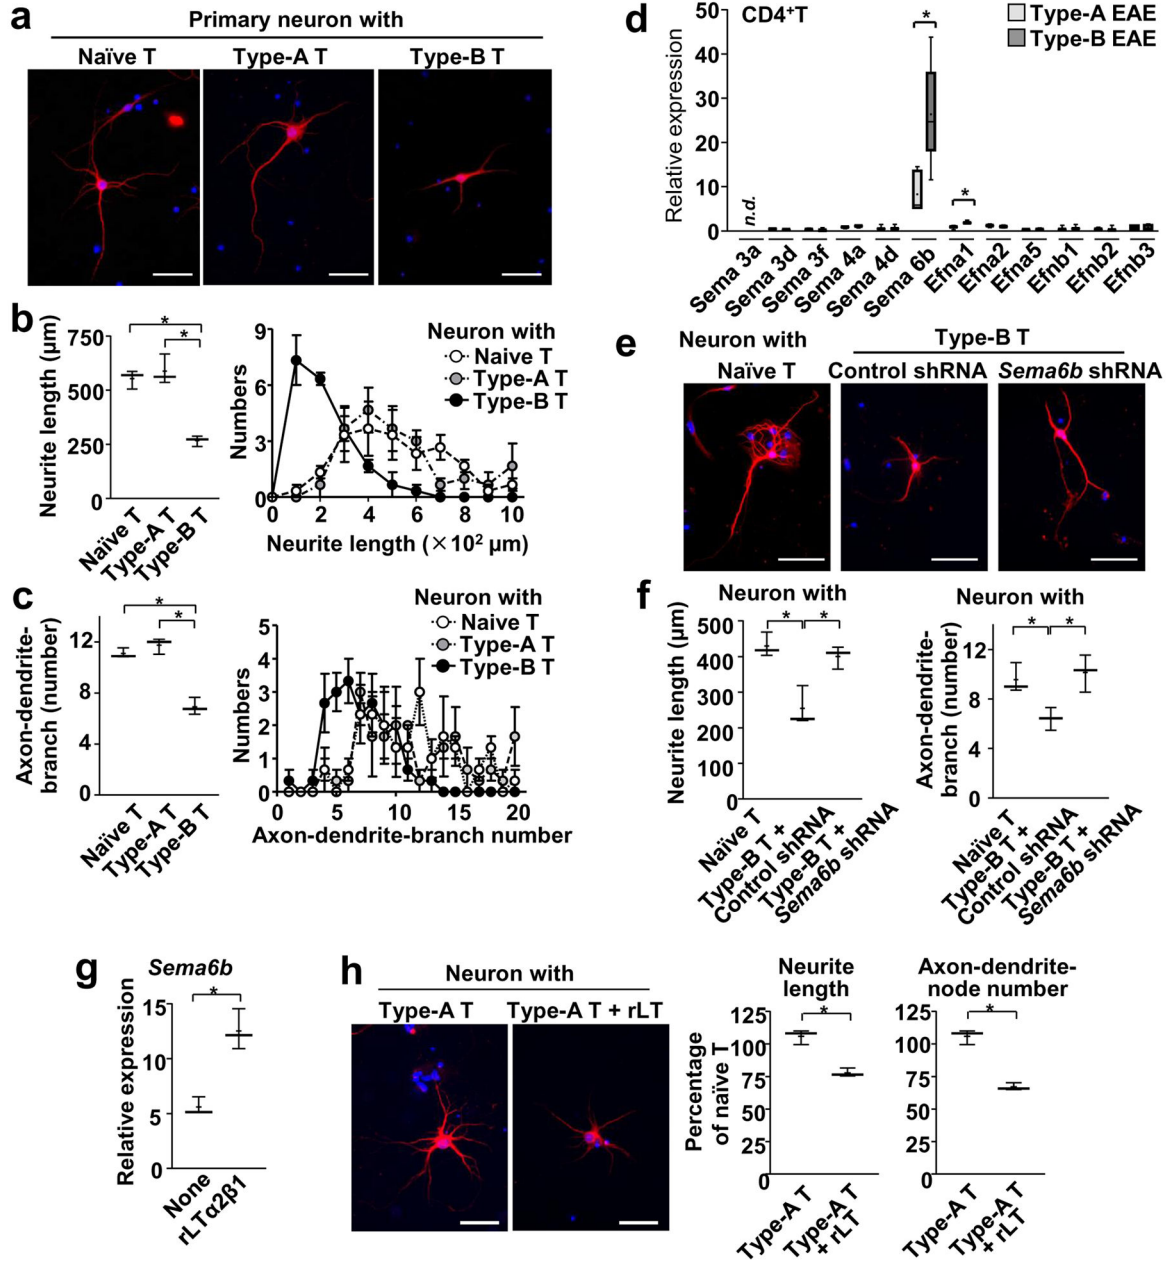 a
Primary neuron with
Naïve T
Type-A T
Type-B T
b
Neurite length (μm)
750
500
250
0
*
*
Naïve T
Type-A T
Type-B T
Numbers
9
6
3
0
0 2 4 6 8 10
Neurite length (×10² μm)
Neuron with
Naive T
Type-A T
Type-B T
c
Axon-dendrite-
branch (number)
12
8
4
0
*
*
Naïve T
Type-A T
Type-B T
Numbers
5
4
3
2
1
0
0 5 10 15 20
Axon-dendrite-branch number
Neuron with
Naive T
Type-A T
Type-B T
d
CD4⁺T
Type-A EAE
Type-B EAE
Relative expression
50
40
30
20
10
0
n.d.
*
*
Sema 3a
Sema 3d
Sema 3f
Sema 4a
Sema 4d
Sema 6b
Efna1
Efna2
Efna5
Efnb1
Efnb2
Efnb3
e
Neuron with
Type-B T
Naïve T
Control shRNA
Sema6b shRNA
f
Neuron with
Neurite length (μm)
500
400
300
200
100
0
* *
Naïve T
Type-B T +
Control shRNA
Type-B T +
Sema6b shRNA
Neuron with
Axon-dendrite-
branch (number)
12
8
4
0
* *
Naïve T
Type-B T +
Control shRNA
Type-B T +
Sema6b shRNA
g
Sema6b
Relative expression
15
10
5
0
*
None
rLTα2β1
h
Neuron with
Type-A T
Type-A T + rLT
Neurite
length
Percentage
of naïve T
125
100
75
50
25
0
*
Type-A T
Type-A T
+ rLT
Axon-dendrite-
node number
125
100
75
50
25
0
*
Type-A T
Type-A T
+ rLT